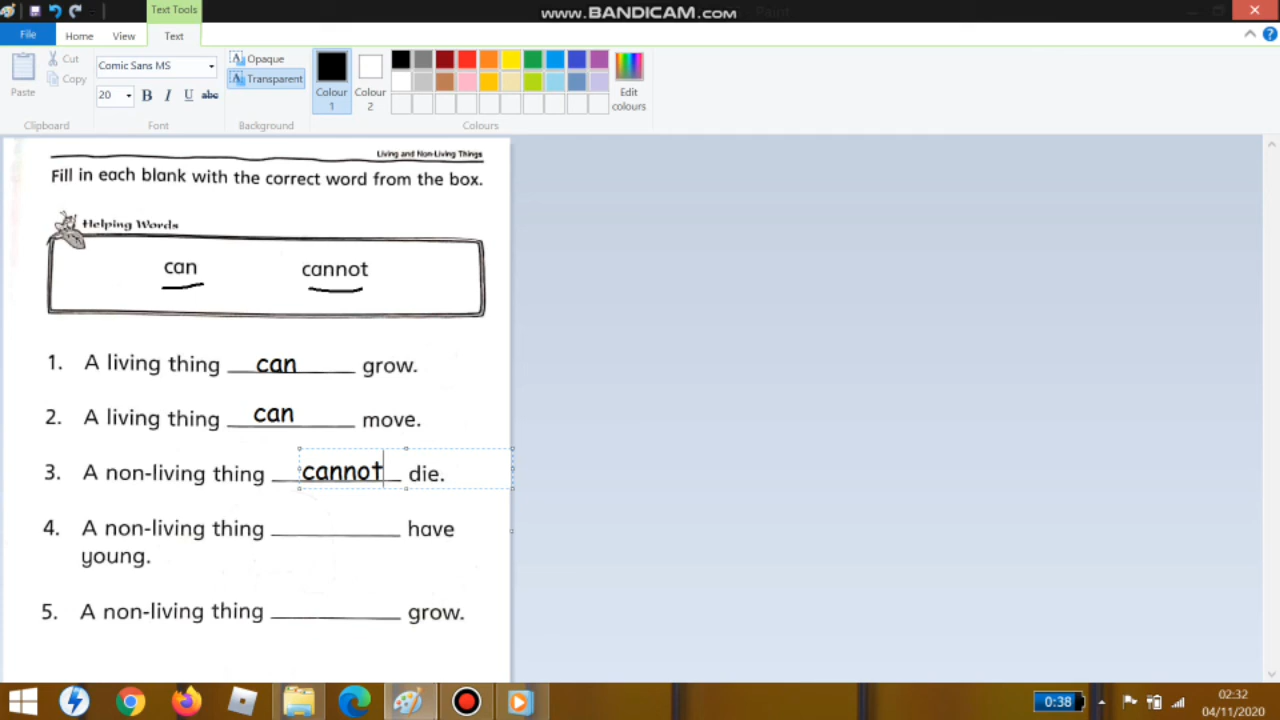 Text Tools
www.BANDICAM.com
Paint
File Home View Text
Cut
Copy
Paste
Clipboard
Comic Sans MS
20 B I U abc
Font
Opaque
Transparent
Background
Colour 1
Colour 2
Edit colours
Colours
Living and Non-Living Things
Fill in each blank with the correct word from the box.
Helping Words
can cannot
1. A living thing can grow.
2. A living thing can move.
3. A non-living thing cannot die.
4. A non-living thing ____________ have
young.
5. A non-living thing ____________ grow.
0:38
02:32
04/11/2020